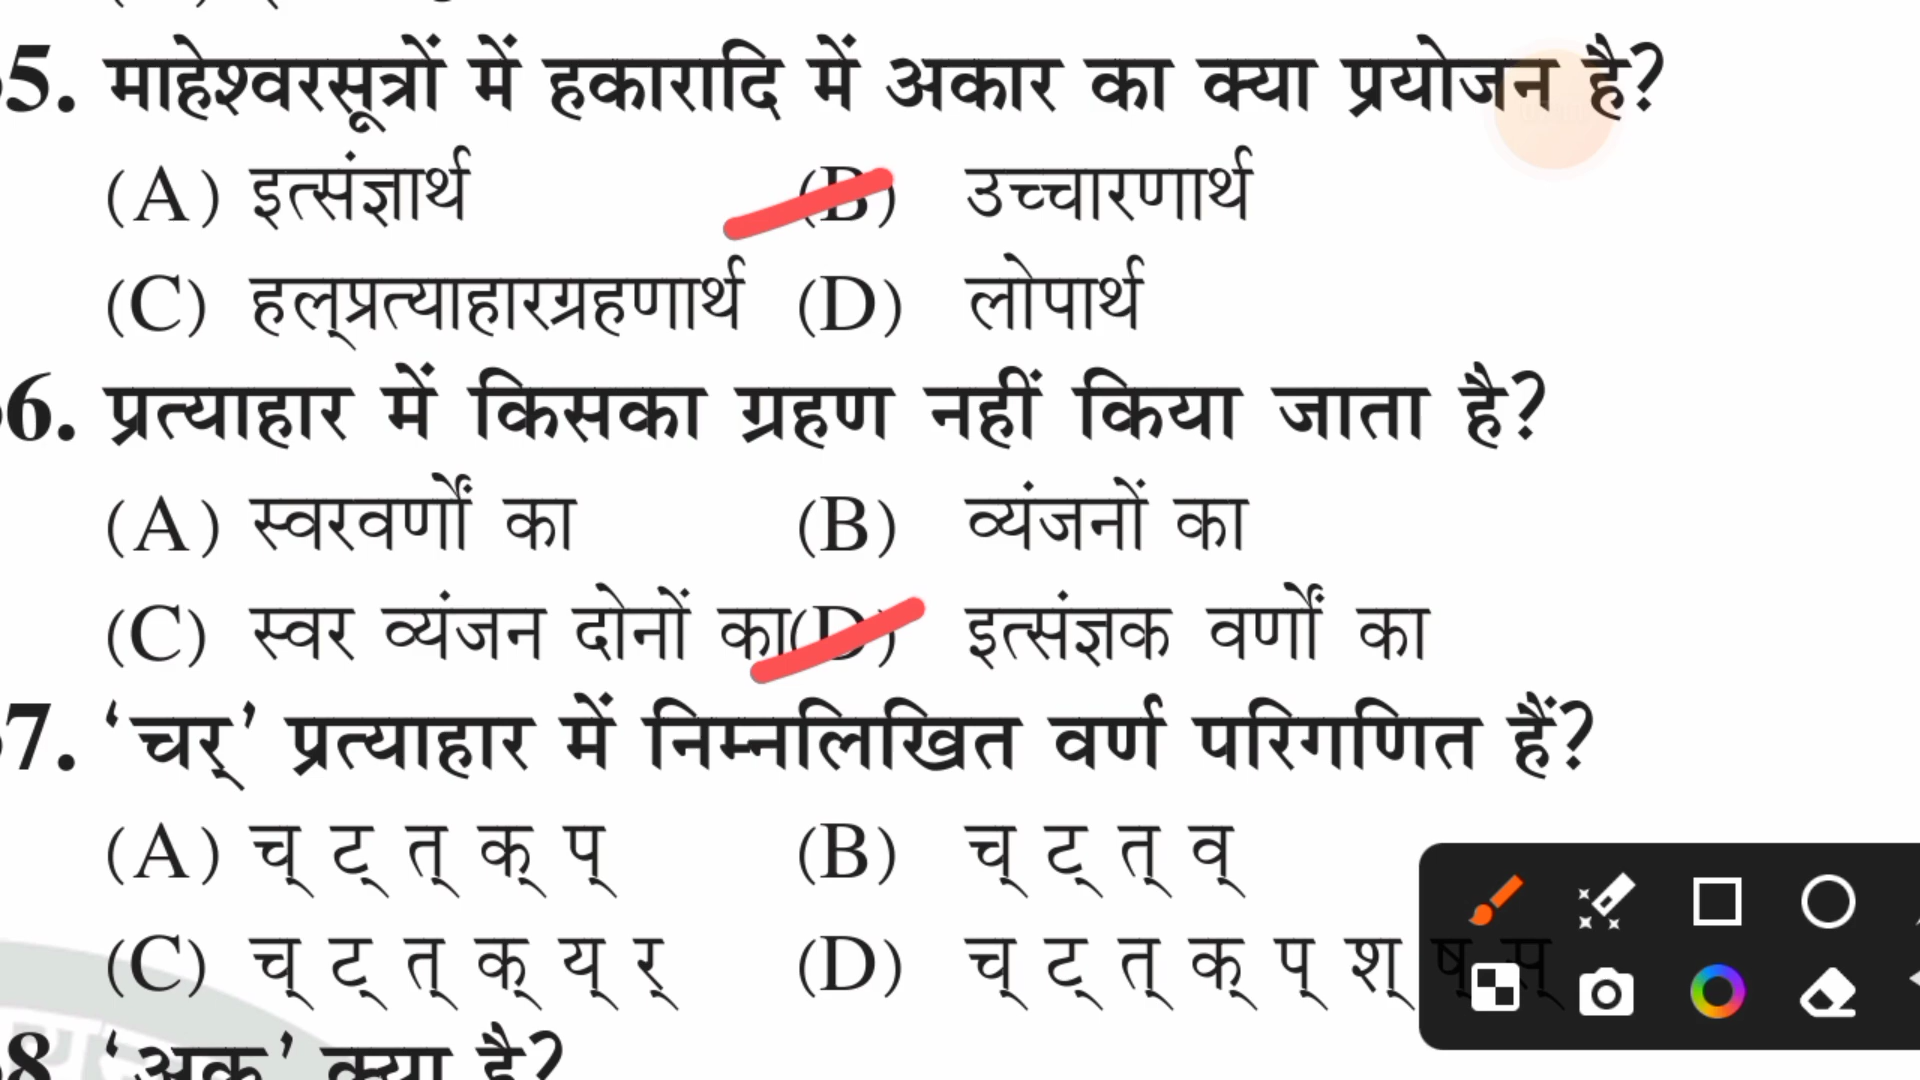 5. माहेश्वरसूत्रों में हकारादि में अकार का क्या प्रयोजन है?
(A) इत्संज्ञार्थ (B) उच्चारणार्थ
(C) हल्प्रत्याहारग्रहणार्थ (D) लोपार्थ
6. प्रत्याहार में किसका ग्रहण नहीं किया जाता है?
(A) स्वरवर्णों का (B) व्यंजनों का
(C) स्वर व्यंजन दोनों का (D) इत्संज्ञक वर्णों का
7. ‘चर्’ प्रत्याहार में निम्नलिखित वर्ण परिगणित हैं?
(A) च् ट् त् क् प् (B) च् ट् त् व्
(C) च् ट् त् क् य् र् (D) च् ट् त् क् प् श् ष् स्
8 ‘अक्’ क्या है?